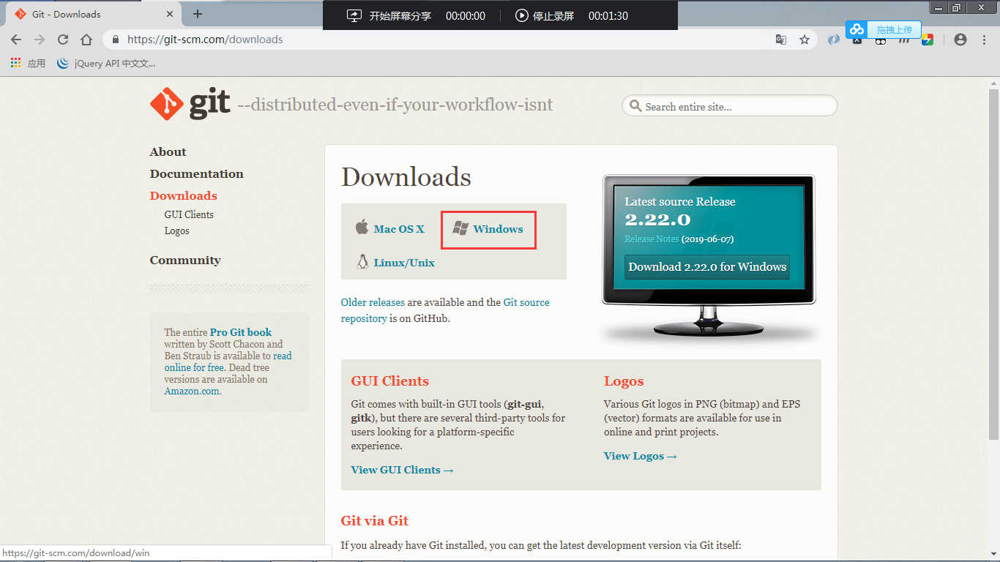 Git - Downloads
开始屏幕分享 00:00:00 停止录屏 00:01:30
拖拽上传
https://git-scm.com/downloads
应用 jQuery API 中文文...
git --distributed-even-if-your-workflow-isnt
Search entire site...
About
Documentation
Downloads
GUI Clients
Logos
Community
The entire Pro Git book
written by Scott Chacon and
Ben Straub is available to read
online for free. Dead tree
versions are available on
Amazon.com.
Downloads
Mac OS X Windows
Linux/Unix
Older releases are available and the Git source
repository is on GitHub.
Latest source Release
2.22.0
Release Notes (2019-06-07)
Download 2.22.0 for Windows
GUI Clients
Git comes with built-in GUI tools (git-gui,
gitk), but there are several third-party tools for
users looking for a platform-specific
experience.
View GUI Clients →
Logos
Various Git logos in PNG (bitmap) and EPS
(vector) formats are available for use in
online and print projects.
View Logos →
Git via Git
If you already have Git installed, you can get the latest development version via Git itself:
https://git-scm.com/download/win